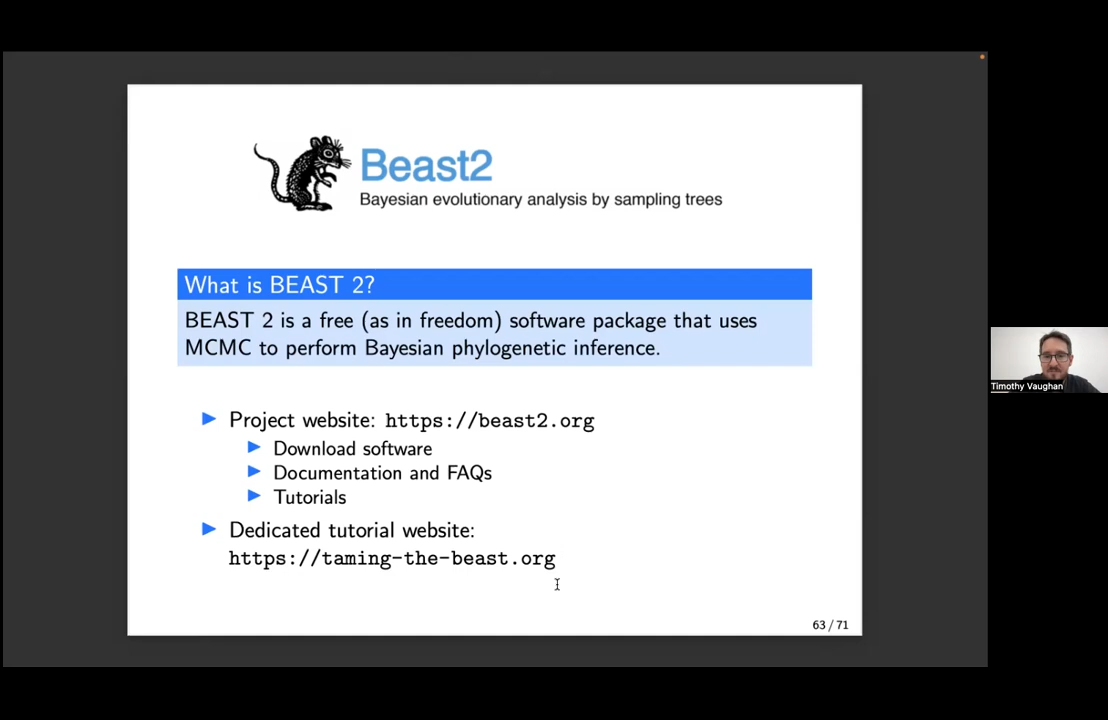 Beast2
Bayesian evolutionary analysis by sampling trees
What is BEAST 2?
BEAST 2 is a free (as in freedom) software package that uses
MCMC to perform Bayesian phylogenetic inference.
Project website: https://beast2.org
Download software
Documentation and FAQs
Tutorials
Dedicated tutorial website:
https://taming-the-beast.org
63 / 71
Timothy Vaughan